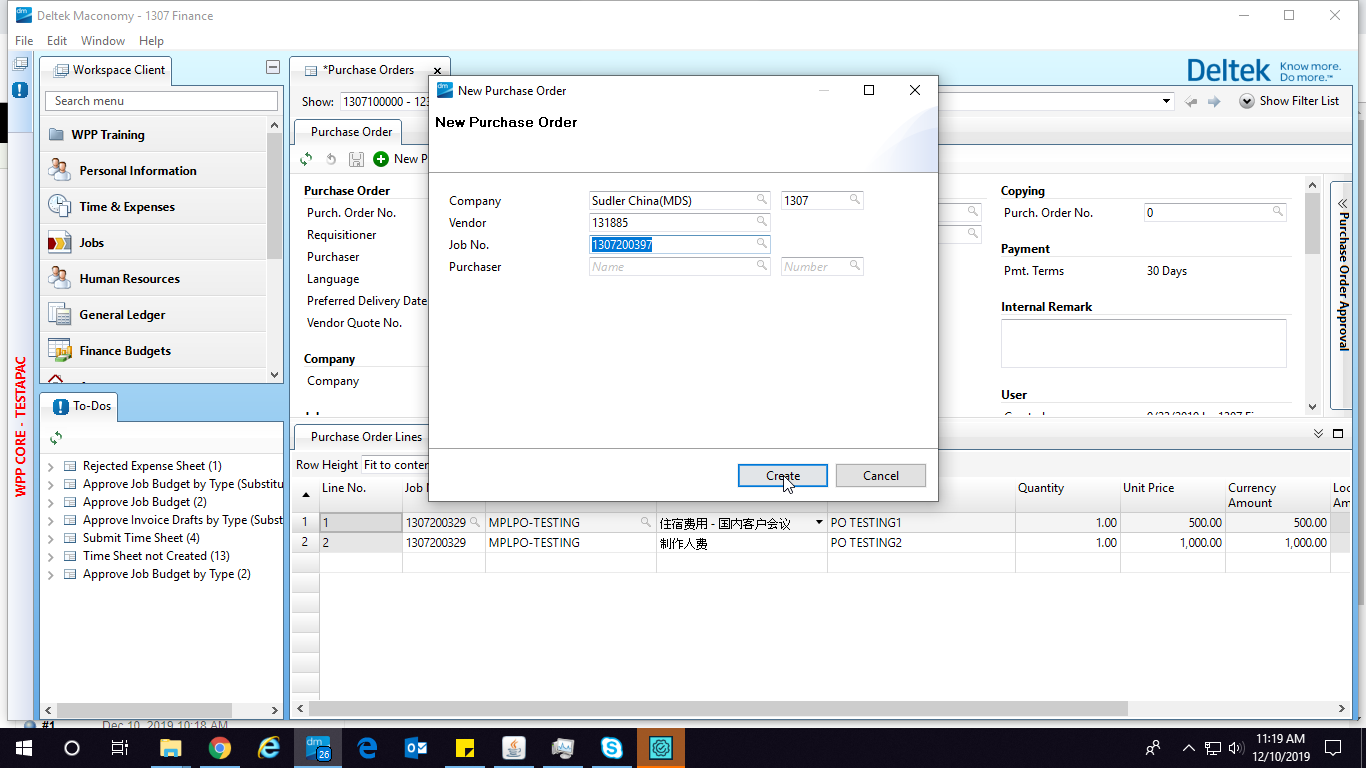 Deltek Maconomy - 1307 Finance
File Edit Window Help
Workspace Client
Search menu
WPP Training
Personal Information
Time & Expenses
Jobs
Human Resources
General Ledger
Finance Budgets
WPP CORE - TESTAPAC
To-Dos
Rejected Expense Sheet (1)
Approve Job Budget by Type (Substitu
Approve Job Budget (2)
Approve Invoice Drafts by Type (Subst
Submit Time Sheet (4)
Time Sheet not Created (13)
Approve Job Budget by Type (2)
*Purchase Orders
Deltek Know more. Do more.™
Show: 1307100000 - 123
Show Filter List
Purchase Order
New P
Purchase Order
Purch. Order No.
Requisitioner
Purchaser
Language
Preferred Delivery Date
Vendor Quote No.
Company
Company
New Purchase Order
New Purchase Order
Company Sudler China(MDS) 1307
Vendor 131885
Job No. 1307200397
Purchaser Name Number
Create Cancel
Copying
Purch. Order No. 0
Payment
Pmt. Terms 30 Days
Internal Remark
User
Purchase Order Approval
Purchase Order Lines
Row Height Fit to conten
Line No. Job N Quantity Unit Price Currency Amount Loc Am
1 1 1307200329 MPLPO-TESTING 住宿费用 - 国内客户会议 PO TESTING1 1.00 500.00 500.00
2 2 1307200329 MPLPO-TESTING 制作人费 PO TESTING2 1.00 1,000.00 1,000.00
#1 Dec 10, 2019 10:18 AM
dm 26
11:19 AM
12/10/2019